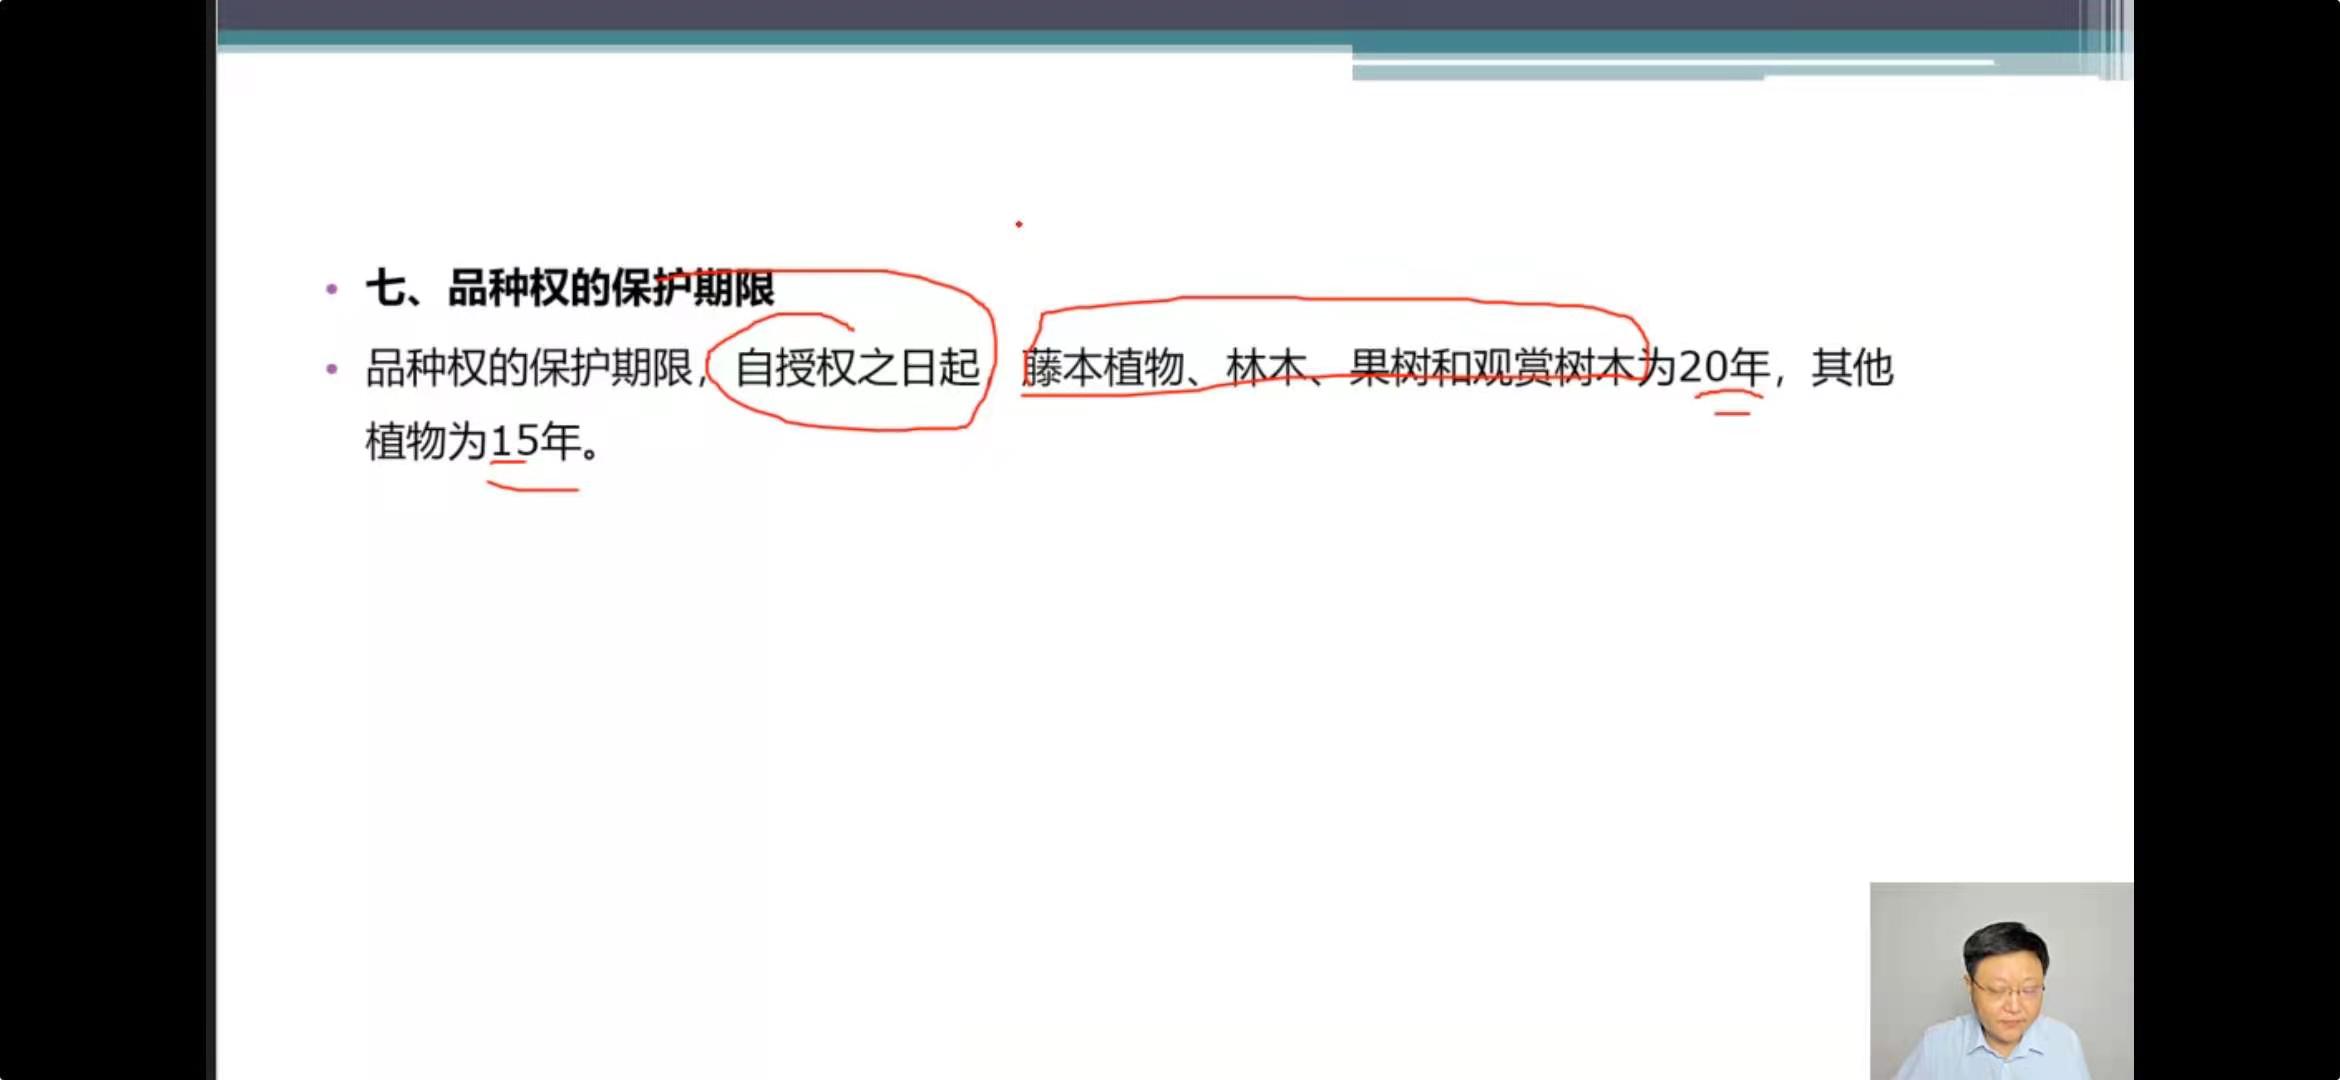 七、品种权的保护期限
品种权的保护期限，自授权之日起，藤本植物、林木、果树和观赏树木为20年，其他
植物为15年。